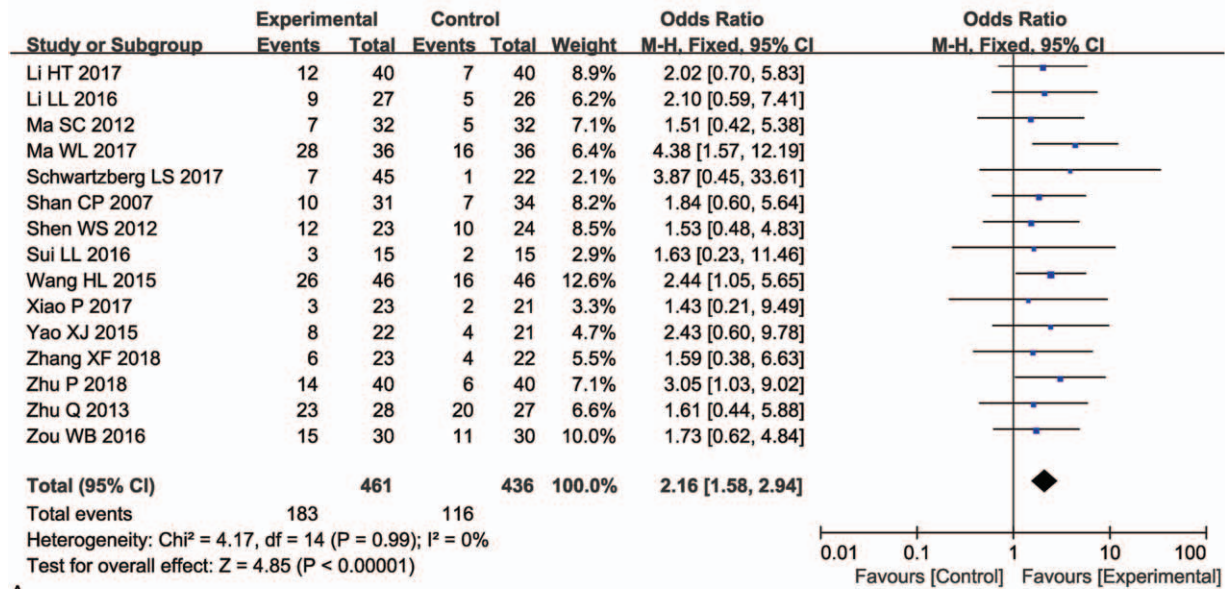 Experimental Control Odds Ratio Odds Ratio
Study or Subgroup Events Total Events Total Weight M-H, Fixed, 95% CI M-H, Fixed, 95% CI
Li HT 2017 12 40 7 40 8.9% 2.02 [0.70, 5.83]
Li LL 2016 9 27 5 26 6.2% 2.10 [0.59, 7.41]
Ma SC 2012 7 32 5 32 7.1% 1.51 [0.42, 5.38]
Ma WL 2017 28 36 16 36 6.4% 4.38 [1.57, 12.19]
Schwartzberg LS 2017 7 45 1 22 2.1% 3.87 [0.45, 33.61]
Shan CP 2007 10 31 7 34 8.2% 1.84 [0.60, 5.64]
Shen WS 2012 12 23 10 24 8.5% 1.53 [0.48, 4.83]
Sui LL 2016 3 15 2 15 2.9% 1.63 [0.23, 11.46]
Wang HL 2015 26 46 16 46 12.6% 2.44 [1.05, 5.65]
Xiao P 2017 3 23 2 21 3.3% 1.43 [0.21, 9.49]
Yao XJ 2015 8 22 4 21 4.7% 2.43 [0.60, 9.78]
Zhang XF 2018 6 23 4 22 5.5% 1.59 [0.38, 6.63]
Zhu P 2018 14 40 6 40 7.1% 3.05 [1.03, 9.02]
Zhu Q 2013 23 28 20 27 6.6% 1.61 [0.44, 5.88]
Zou WB 2016 15 30 11 30 10.0% 1.73 [0.62, 4.84]
Total (95% CI) 461 436 100.0% 2.16 [1.58, 2.94]
Total events 183 116
Heterogeneity: Chi² = 4.17, df = 14 (P = 0.99); I² = 0%
Test for overall effect: Z = 4.85 (P < 0.00001)
0.01 0.1 1 10 100
Favours [Control] Favours [Experimental]